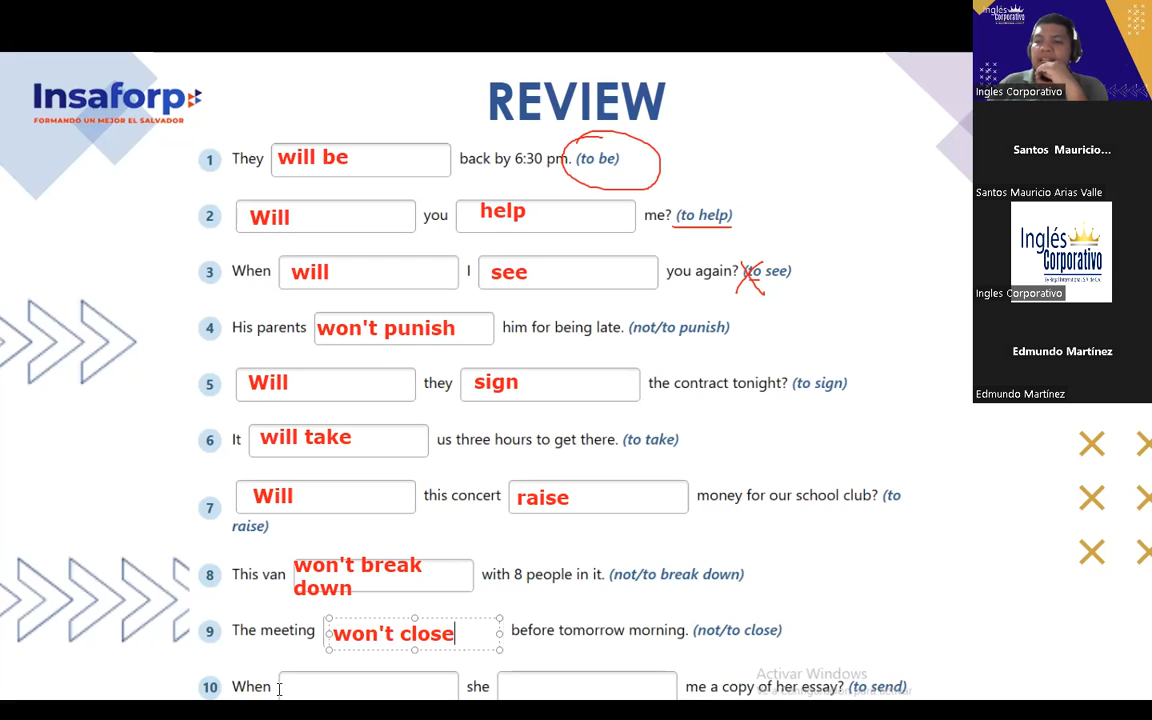 Inglés
Corporativo
Ingles Corporativo
Insaforp
FORMANDO UN MEJOR EL SALVADOR
REVIEW
1 They will be back by 6:30 pm. (to be)
2 Will you help me? (to help)
3 When will I see you again? (to see)
4 His parents won't punish him for being late. (not/to punish)
5 Will they sign the contract tonight? (to sign)
6 It will take us three hours to get there. (to take)
7 Will this concert raise money for our school club? (to
raise)
8 This van won't break down with 8 people in it. (not/to break down)
9 The meeting won't close before tomorrow morning. (not/to close)
10 When she me a copy of her essay? (to send)
Activar Windows
Santos Mauricio...
Santos Mauricio Arias Valle
Inglés
Corporativo
Ingles Corporativo
Edmundo Martínez
Edmundo Martínez